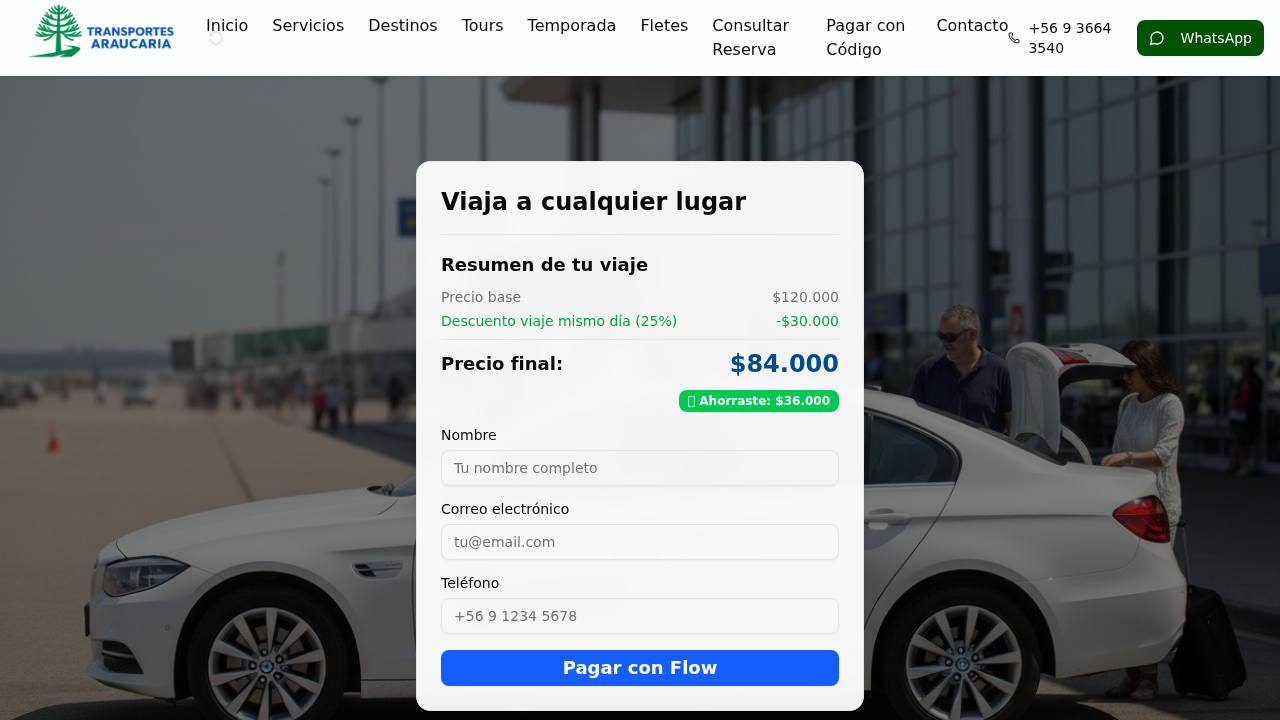 TRANSPORTES
ARAUCARIA
Inicio
Servicios
Destinos
Tours
Temporada
Fletes
Consultar
Reserva
Pagar con
Código
Contacto
+56 9 3664
3540
WhatsApp
Viaja a cualquier lugar
Resumen de tu viaje
Precio base $120.000
Descuento viaje mismo día (25%) -$30.000
Precio final: $84.000
Ahorraste: $36.000
Nombre
Tu nombre completo
Correo electrónico
tu@email.com
Teléfono
+56 9 1234 5678
Pagar con Flow